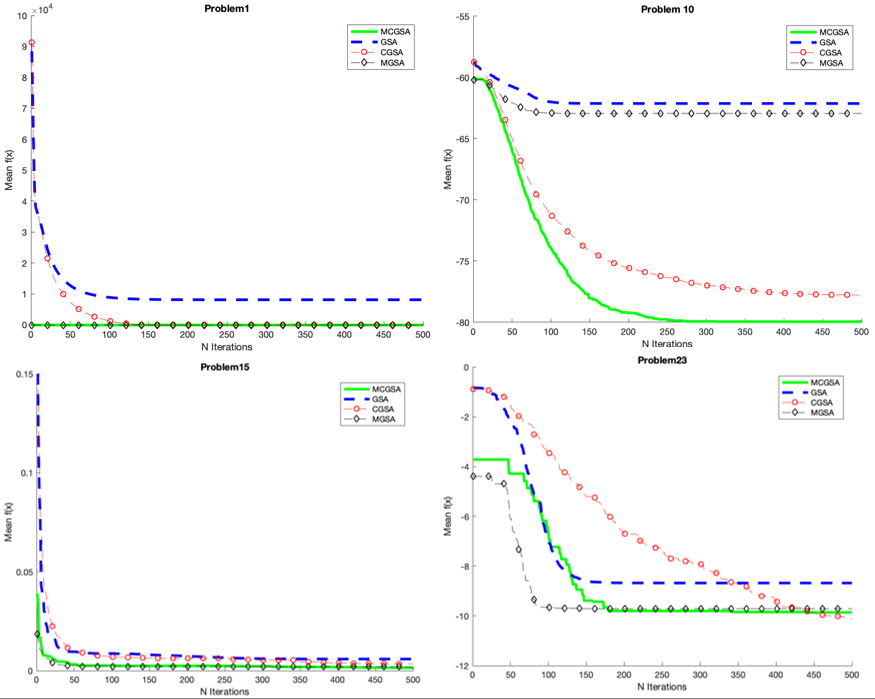 Problem1
×10⁴
10
9
8
7
6
5
4
3
2
1
0
Mean f(x)
0 50 100 150 200 250 300 350 400 450 500
N Iterations
MCGSA
GSA
CGSA
MGSA
Problem 10
-55
-60
-65
-70
-75
-80
Mean f(x)
0 50 100 150 200 250 300 350 400 450 500
N Iterations
MCGSA
GSA
CGSA
MGSA
Problem15
0.15
0.1
0.05
0
Mean f(x)
0 50 100 150 200 250 300 350 400 450 500
N Iterations
MCGSA
GSA
CGSA
MGSA
Problem23
0
-2
-4
-6
-8
-10
-12
Mean f(x)
0 50 100 150 200 250 300 350 400 450 500
N Iterations
MCGSA
GSA
CGSA
MGSA